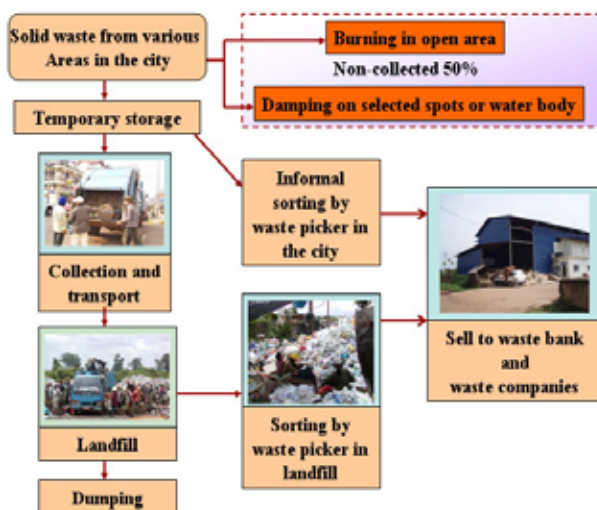 Solid waste from various
Areas in the city
Burning in open area
Non-collected 50%
Damping on selected spots or water body
Temporary storage
Informal
sorting by
waste picker in
the city
Collection and
transport
Sell to waste bank
and
waste companies
Sorting by
waste picker in
landfill
Landfill
Dumping